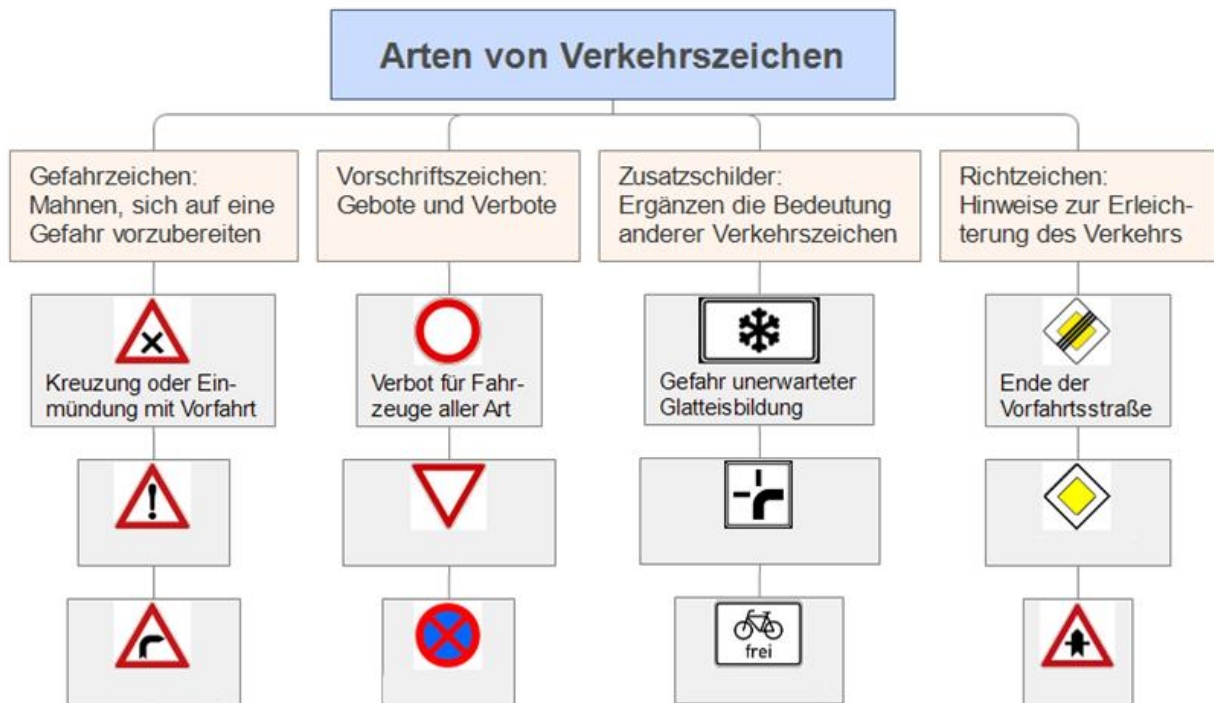 Arten von Verkehrszeichen
Gefahrzeichen:
Mahnen, sich auf eine
Gefahr vorzubereiten
Vorschriftszeichen:
Gebote und Verbote
Zusatzschilder:
Ergänzen die Bedeutung
anderer Verkehrszeichen
Richtzeichen:
Hinweise zur Erleich-
terung des Verkehrs
Kreuzung oder Ein-
mündung mit Vorfahrt
Verbot für Fahr-
zeuge aller Art
Gefahr unerwarteter
Glatteisbildung
Ende der
Vorfahrtsstraße
!
frei